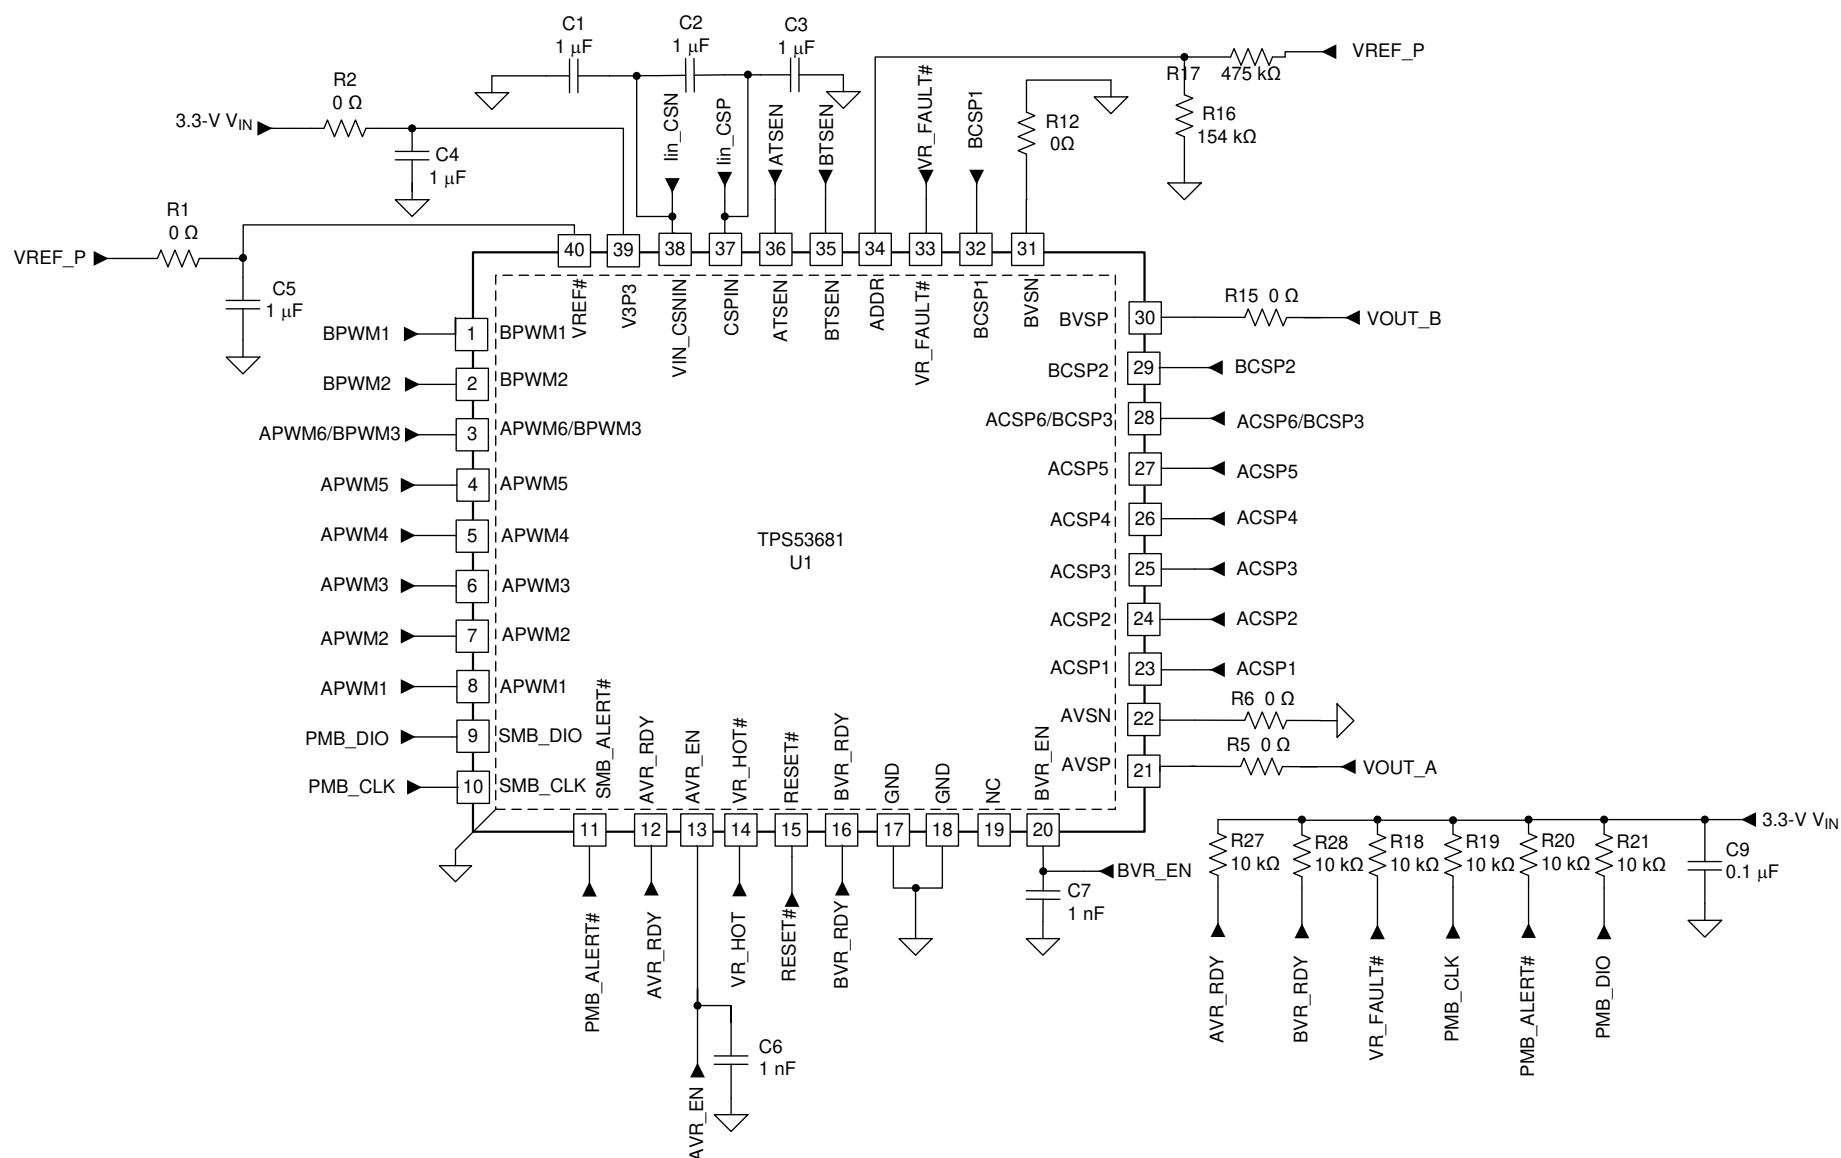 C1
1 µF
C2
1 µF
C3
1 µF
VREF_P
R17
475 kΩ
R16
154 kΩ
R2
0 Ω
3.3-V VIN
C4
1 µF
Iin_CSN
Iin_CSP
ATSEN
BTSEN
VR_FAULT#
BCSP1
R12
0Ω
R1
0 Ω
VREF_P
C5
1 µF
40
39
38
37
36
35
34
33
32
31
VREF#
V3P3
VIN_CSNIN
CSPIN
ATSEN
BTSEN
ADDR
VR_FAULT#
BCSP1
BVSN
BPWM1
1
BPWM1
BPWM2
2
BPWM2
APWM6/BPWM3
3
APWM6/BPWM3
APWM5
4
APWM5
APWM4
5
APWM4
APWM3
6
APWM3
APWM2
7
APWM2
APWM1
8
APWM1
PMB_DIO
9
SMB_DIO
PMB_CLK
10
SMB_CLK
TPS53681
U1
BVSP
30
R15 0 Ω
VOUT_B
BCSP2
29
BCSP2
ACSP6/BCSP3
28
ACSP6/BCSP3
ACSP5
27
ACSP5
ACSP4
26
ACSP4
ACSP3
25
ACSP3
ACSP2
24
ACSP2
ACSP1
23
ACSP1
AVSN
22
R6 0 Ω
AVSP
21
R5 0 Ω
VOUT_A
SMB_ALERT#
AVR_RDY
AVR_EN
VR_HOT#
RESET#
BVR_RDY
GND
GND
NC
BVR_EN
11
12
13
14
15
16
17
18
19
20
PMB_ALERT#
AVR_RDY
AVR_EN
VR_HOT
RESET#
BVR_RDY
BVR_EN
C7
1 nF
C6
1 nF
3.3-V VIN
R27
10 kΩ
R28
10 kΩ
R18
10 kΩ
R19
10 kΩ
R20
10 kΩ
R21
10 kΩ
C9
0.1 µF
AVR_RDY
BVR_RDY
VR_FAULT#
PMB_CLK
PMB_ALERT#
PMB_DIO